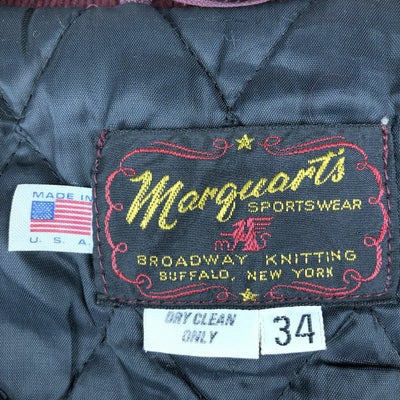 Marquart's
SPORTSWEAR
BROADWAY KNITTING
BUFFALO, NEW YORK
MADE IN
U. S. A.
DRY CLEAN
ONLY
34